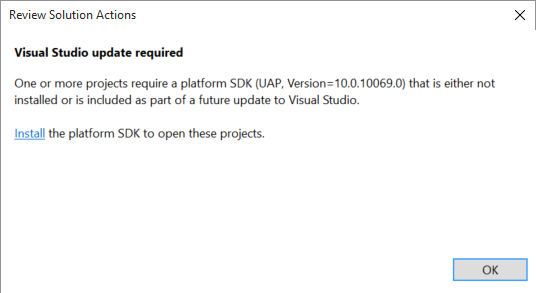 Review Solution Actions
Visual Studio update required
One or more projects require a platform SDK (UAP, Version=10.0.10069.0) that is either not
installed or is included as part of a future update to Visual Studio.
Install the platform SDK to open these projects.
OK